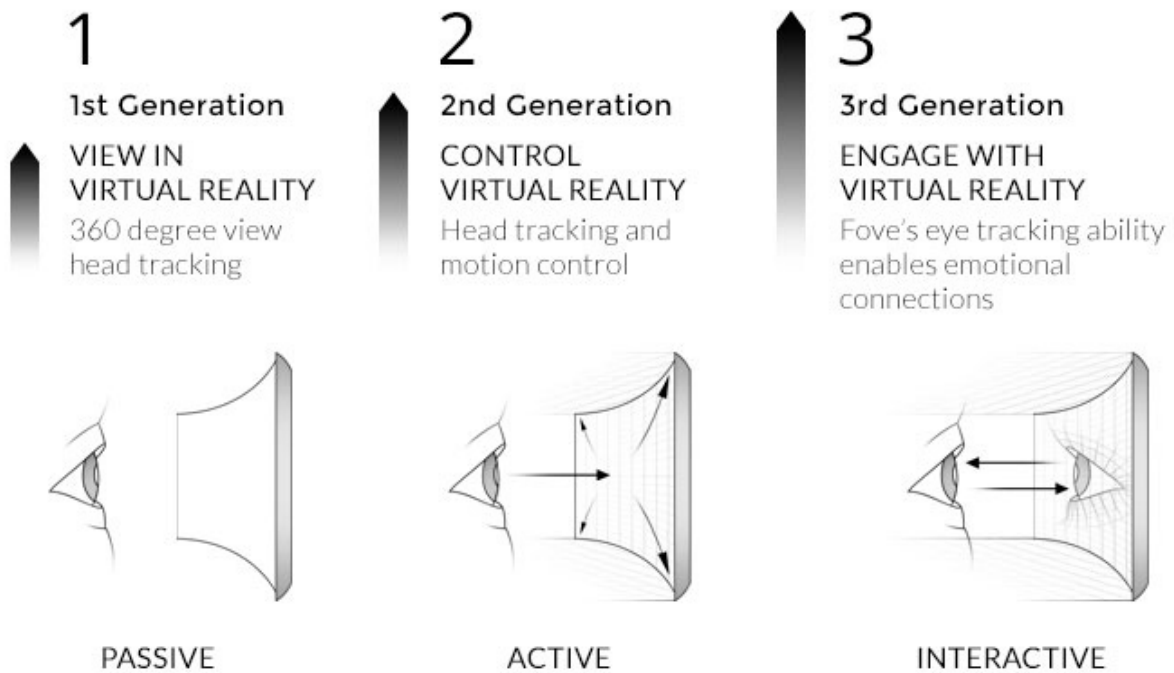 1
1st Generation
VIEW IN
VIRTUAL REALITY
360 degree view
head tracking
PASSIVE
2
2nd Generation
CONTROL
VIRTUAL REALITY
Head tracking and
motion control
ACTIVE
3
3rd Generation
ENGAGE WITH
VIRTUAL REALITY
Fove's eye tracking ability
enables emotional
connections
INTERACTIVE